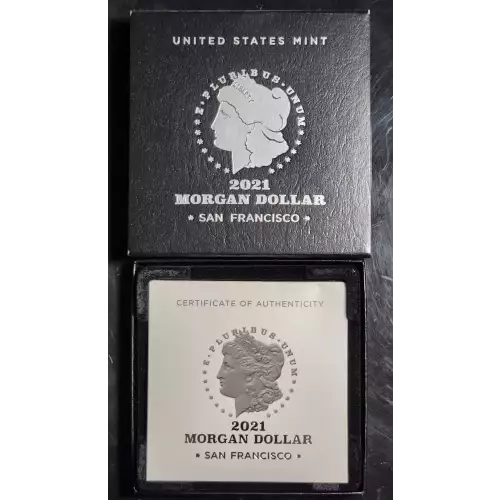 UNITED STATES MINT
E·PLURIBUS·UNUM
LIBERTY
2021
MORGAN DOLLAR
* SAN FRANCISCO *
CERTIFICATE OF AUTHENTICITY
E·PLURIBUS·UNUM
2021
MORGAN DOLLAR
* SAN FRANCISCO *